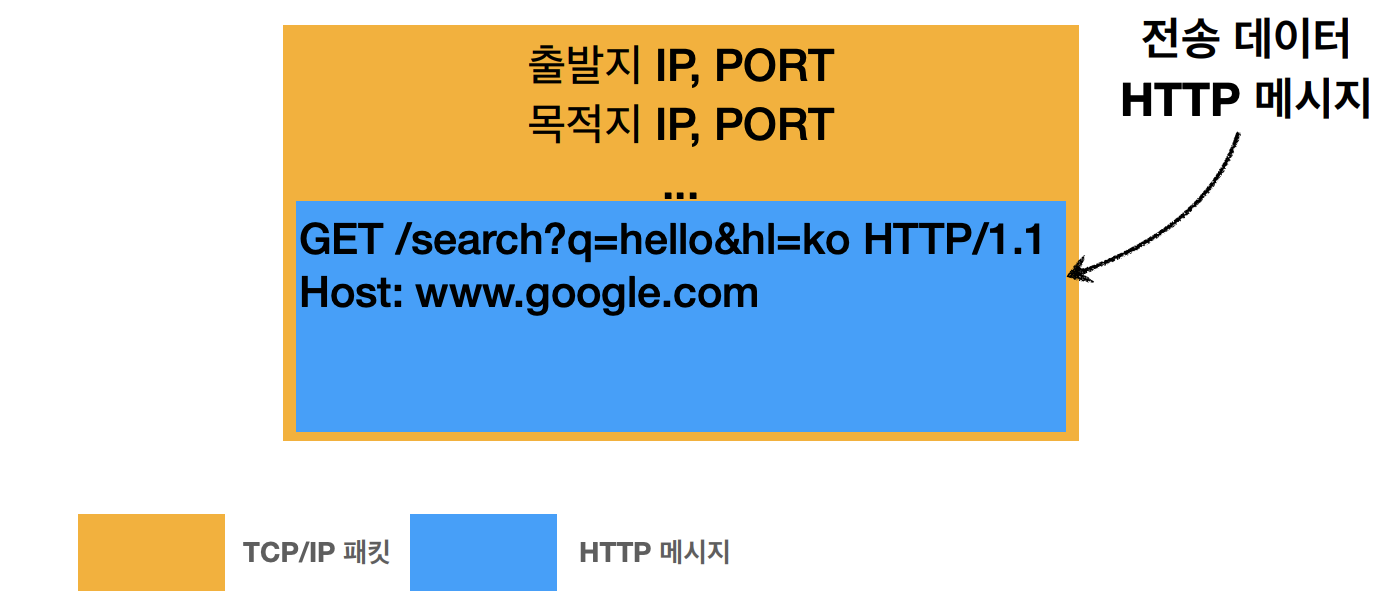 전송 데이터
HTTP 메시지
출발지 IP, PORT
목적지 IP, PORT
...
GET /search?q=hello&hl=ko HTTP/1.1
Host: www.google.com
TCP/IP 패킷
HTTP 메시지